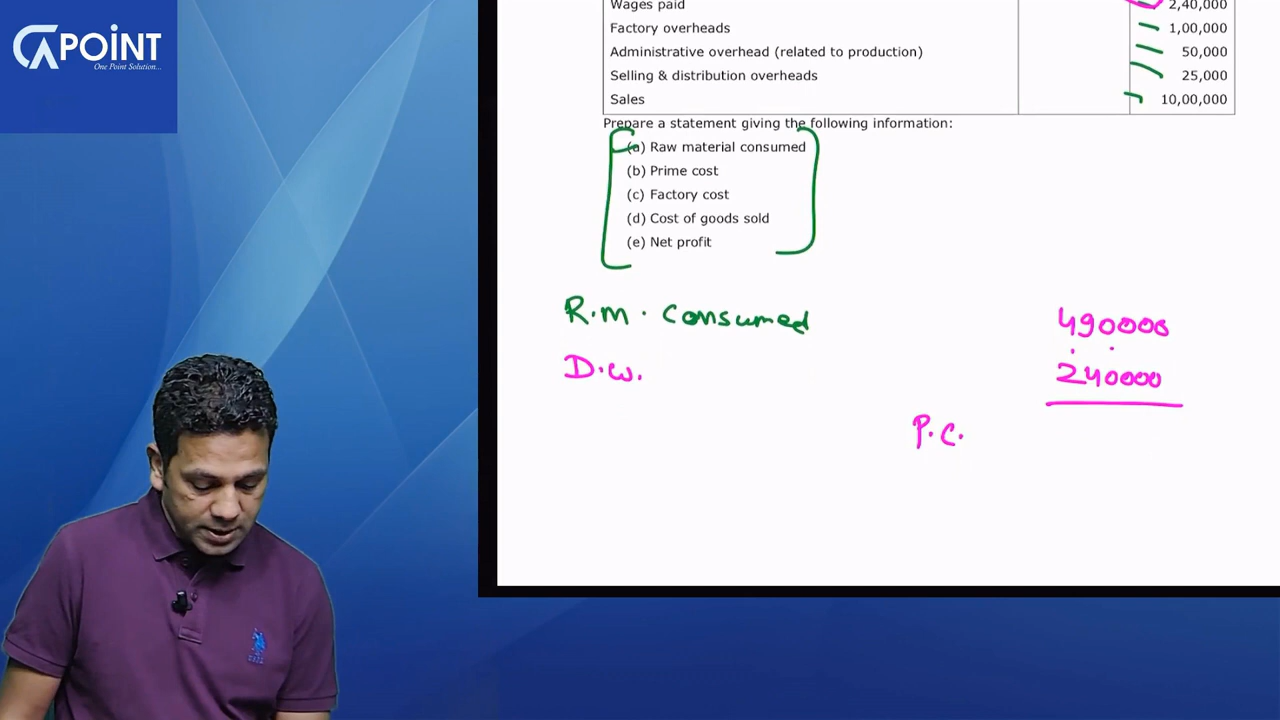 CAPOINT
One Point Solution...
Wages paid 2,40,000
Factory overheads 1,00,000
Administrative overhead (related to production) 50,000
Selling & distribution overheads 25,000
Sales 10,00,000
Prepare a statement giving the following information:
(a) Raw material consumed
(b) Prime cost
(c) Factory cost
(d) Cost of goods sold
(e) Net profit
R.M. Consumed 490000
D.W. 240000
P.C.